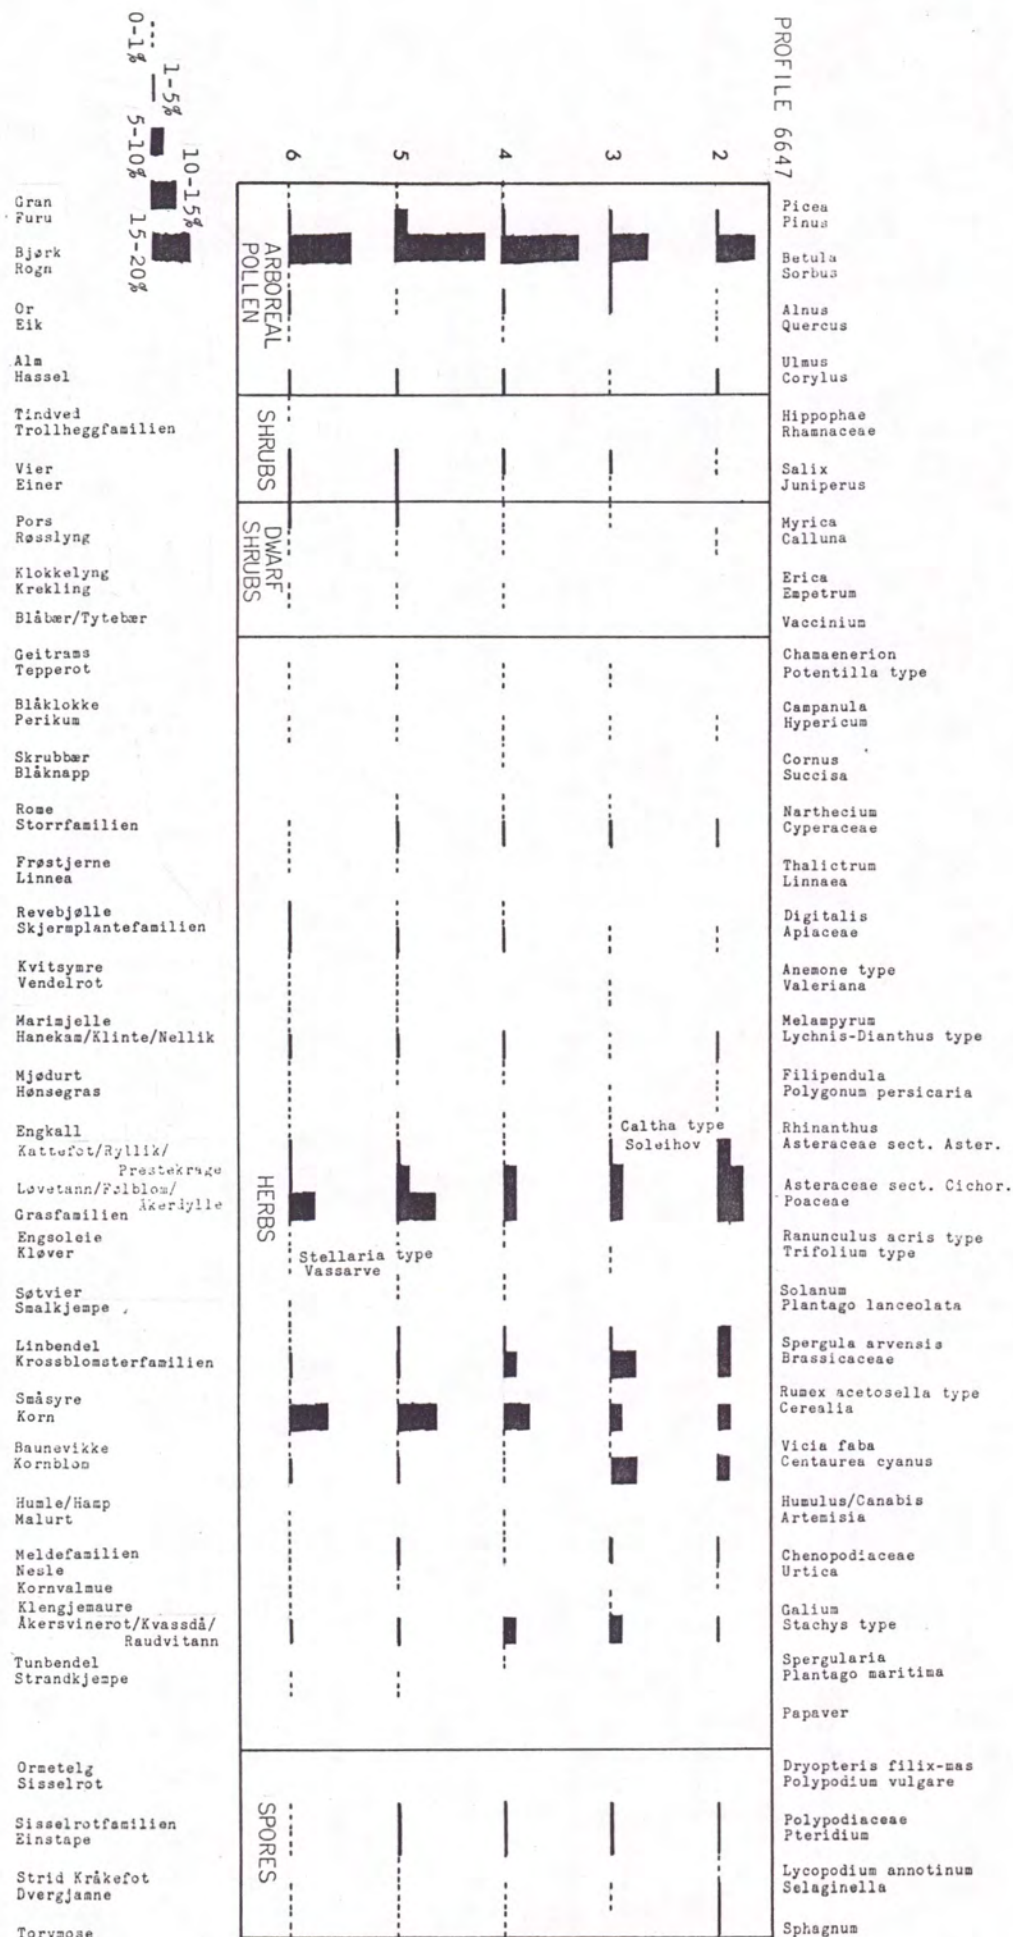 PROFILE 6647
0-1%
1-5%
5-10%
10-15%
15-20%
6
5
4
3
2
ARBOREAL
POLLEN
SHRUBS
DWARF
SHRUBS
HERBS
SPORES
Gran
Furu
Bjørk
Rogn
Or
Eik
Alm
Hassel
Tindved
Trollheggfamilien
Vier
Einer
Pors
Røsslyng
Klokkelyng
Krekling
Blåbær/Tytebær
Geitrams
Tepperot
Blåklokke
Perikum
Skrubbær
Blåknapp
Rome
Storrfamilien
Frøstjerne
Linnea
Revebjølle
Skjermplantefamilien
Kvitsymre
Vendelrot
Marimjelle
Hanekam/Klinte/Nellik
Mjødurt
Hønsegras
Engkall
Kattefot/Ryllik/
Prestekrage
Løvetann/Følblom/
Åkerdylle
Grasfamilien
Engsoleie
Kløver
Søtvier
Smalkjempe
Linbendel
Krossblomsterfamilien
Småsyre
Korn
Baunevikke
Kornblom
Humle/Hamp
Malurt
Meldefamilien
Nesle
Kornvalmue
Klengjemaure
Åkersvinerot/Kvassdå/
Raudvitann
Tunbendel
Strandkjempe
Ormetelg
Sisselrot
Sisselrotfamilien
Einstape
Strid Kråkefot
Dvergjamne
Torvmose
Caltha type
Soleihov
Stellaria type
Vassarve
Picea
Pinus
Betula
Sorbus
Alnus
Quercus
Ulmus
Corylus
Hippophae
Rhamnaceae
Salix
Juniperus
Myrica
Calluna
Erica
Empetrum
Vaccinium
Chamaenerion
Potentilla type
Campanula
Hypericum
Cornus
Succisa
Narthecium
Cyperaceae
Thalictrum
Linnaea
Digitalis
Apiaceae
Anemone type
Valeriana
Melampyrum
Lychnis-Dianthus type
Filipendula
Polygonum persicaria
Rhinanthus
Asteraceae sect. Aster.
Asteraceae sect. Cichor.
Poaceae
Ranunculus acris type
Trifolium type
Solanum
Plantago lanceolata
Spergula arvensis
Brassicaceae
Rumex acetosella type
Cerealia
Vicia faba
Centaurea cyanus
Humulus/Canabis
Artemisia
Chenopodiaceae
Urtica
Galium
Stachys type
Spergularia
Plantago maritima
Papaver
Dryopteris filix-mas
Polypodium vulgare
Polypodiaceae
Pteridium
Lycopodium annotinum
Selaginella
Sphagnum